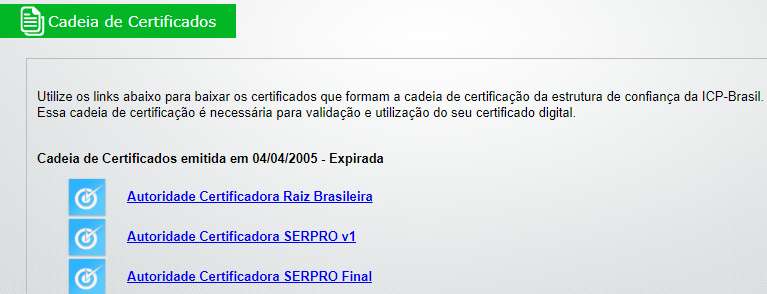 Cadeia de Certificados
Utilize os links abaixo para baixar os certificados que formam a cadeia de certificação da estrutura de confiança da ICP-Brasil.
Essa cadeia de certificação é necessária para validação e utilização do seu certificado digital.
Cadeia de Certificados emitida em 04/04/2005 - Expirada
Autoridade Certificadora Raiz Brasileira
Autoridade Certificadora SERPRO v1
Autoridade Certificadora SERPRO Final